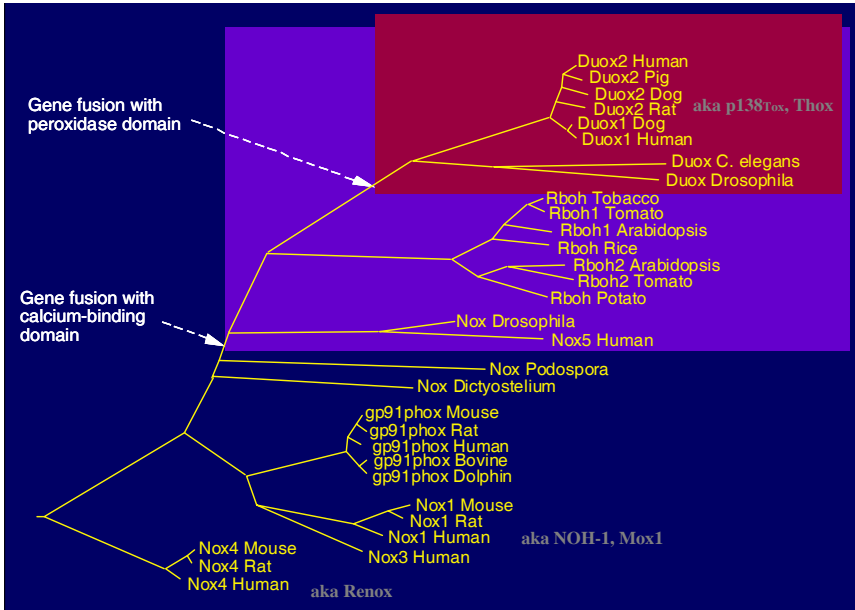 Duox2 Human
Duox2 Pig
Duox2 Dog
Duox2 Rat
aka p138Tox, Thox
Duox1 Dog
Duox1 Human
Gene fusion with
peroxidase domain
Duox C. elegans
Duox Drosophila
Rboh Tobacco
Rboh1 Tomato
Rboh1 Arabidopsis
Rboh Rice
Rboh2 Arabidopsis
Rboh2 Tomato
Rboh Potato
Gene fusion with
calcium-binding
domain
Nox Drosophila
Nox5 Human
Nox Podospora
Nox Dictyostelium
gp91phox Mouse
gp91phox Rat
gp91phox Human
gp91phox Bovine
gp91phox Dolphin
Nox1 Mouse
Nox1 Rat
Nox1 Human
aka NOH-1, Mox1
Nox3 Human
Nox4 Mouse
Nox4 Rat
Nox4 Human
aka Renox